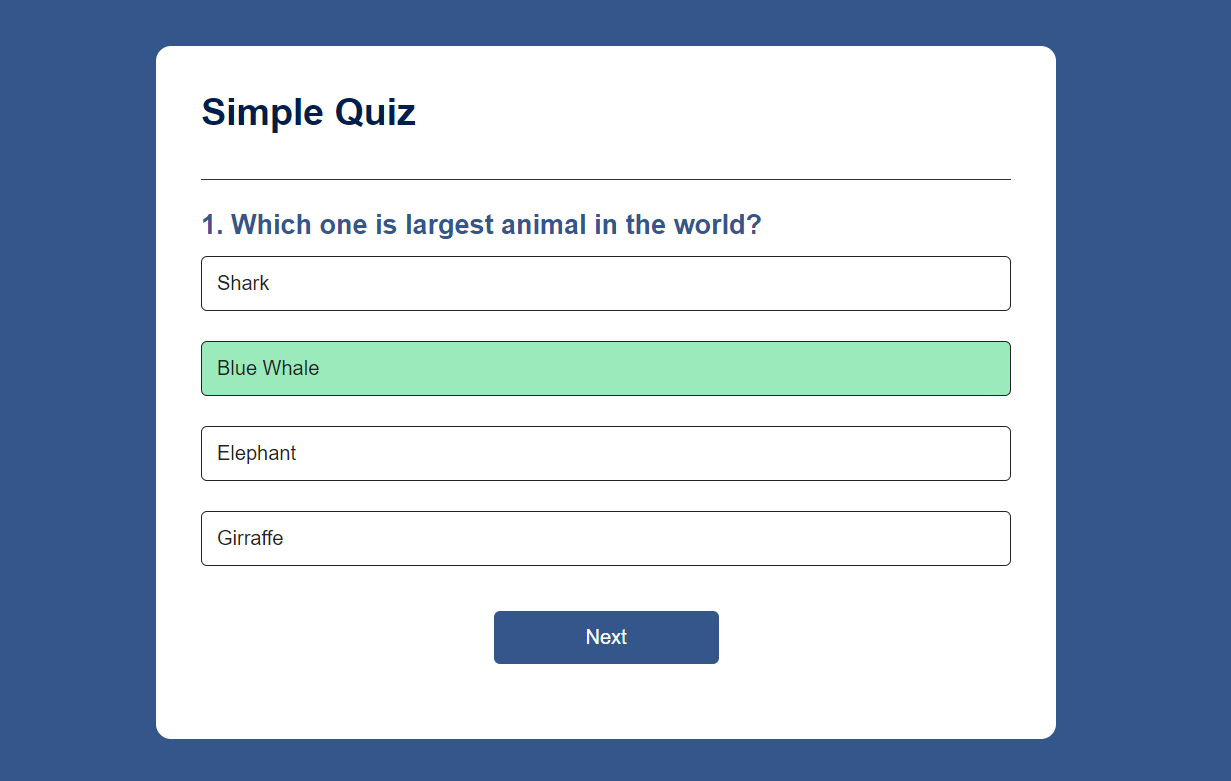 Simple Quiz
1. Which one is largest animal in the world?
Shark
Blue Whale
Elephant
Girraffe
Next